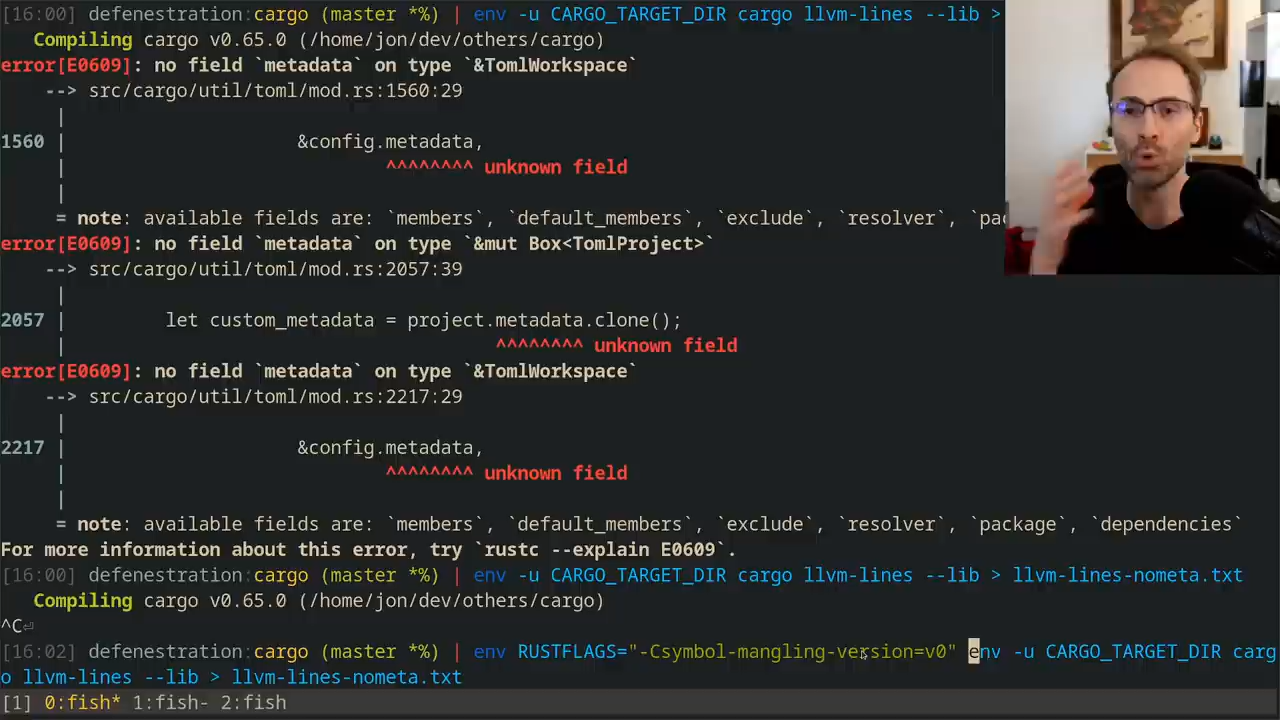 [16:00] defenestration:cargo (master *%) | env -u CARGO_TARGET_DIR cargo llvm-lines --lib >
Compiling cargo v0.65.0 (/home/jon/dev/others/cargo)
error[E0609]: no field `metadata` on type `&TomlWorkspace`
--> src/cargo/util/toml/mod.rs:1560:29
|
1560 | &config.metadata,
| ^^^^^^^^ unknown field
|
= note: available fields are: `members`, `default_members`, `exclude`, `resolver`, `pac
error[E0609]: no field `metadata` on type `&mut Box<TomlProject>`
--> src/cargo/util/toml/mod.rs:2057:39
|
2057 | let custom_metadata = project.metadata.clone();
| ^^^^^^^^ unknown field
error[E0609]: no field `metadata` on type `&TomlWorkspace`
--> src/cargo/util/toml/mod.rs:2217:29
|
2217 | &config.metadata,
| ^^^^^^^^ unknown field
|
= note: available fields are: `members`, `default_members`, `exclude`, `resolver`, `package`, `dependencies`
For more information about this error, try `rustc --explain E0609`.
[16:00] defenestration:cargo (master *%) | env -u CARGO_TARGET_DIR cargo llvm-lines --lib > llvm-lines-nometa.txt
Compiling cargo v0.65.0 (/home/jon/dev/others/cargo)
^C⏎
[16:02] defenestration:cargo (master *%) | env RUSTFLAGS="-Csymbol-mangling-version=v0" env -u CARGO_TARGET_DIR carg
o llvm-lines --lib > llvm-lines-nometa.txt
[1] 0:fish* 1:fish- 2:fish